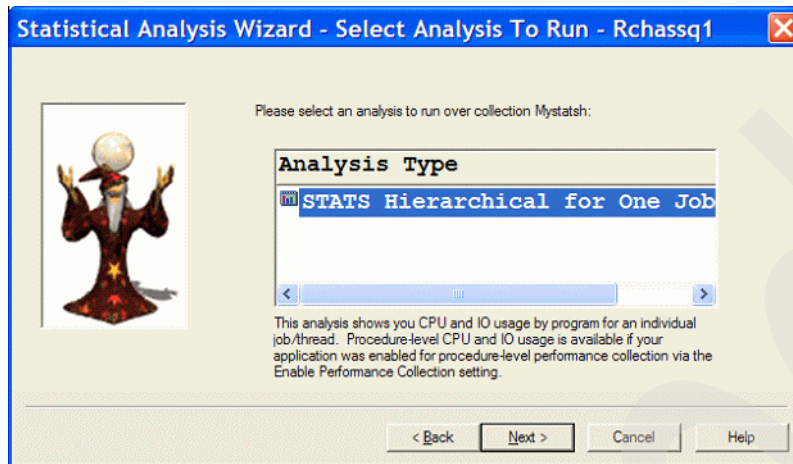 Statistical Analysis Wizard - Select Analysis To Run - Rchassq1
Please select an analysis to run over collection Mystatsh:
Analysis Type
STATS Hierarchical for One Job
This analysis shows you CPU and IO usage by program for an individual
job/thread. Procedure-level CPU and IO usage is available if your
application was enabled for procedure-level performance collection via the
Enable Performance Collection setting.
< Back Next > Cancel Help